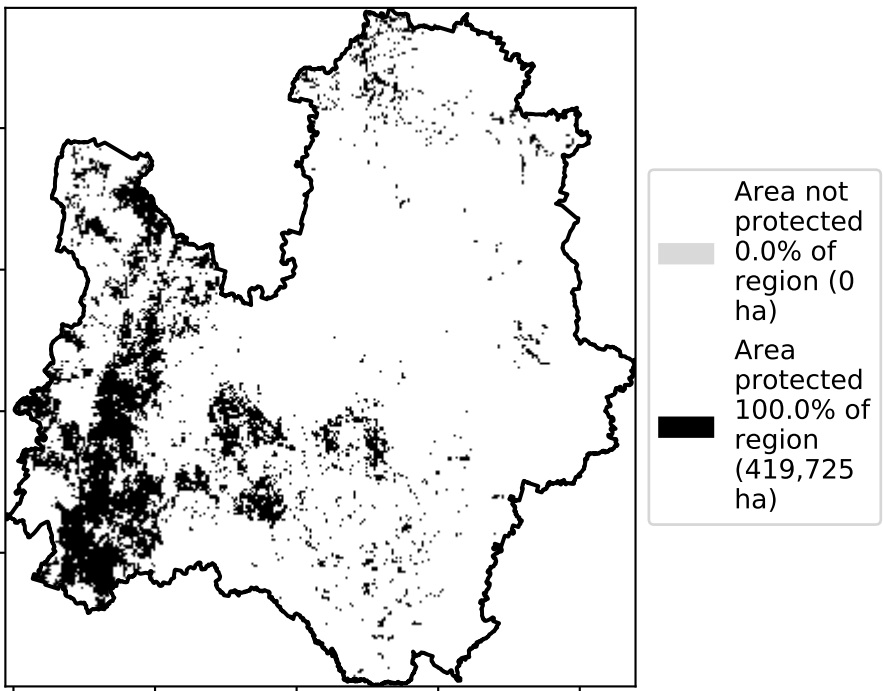 Area not
protected
0.0% of
region (0
ha)
Area
protected
100.0% of
region
(419,725
ha)